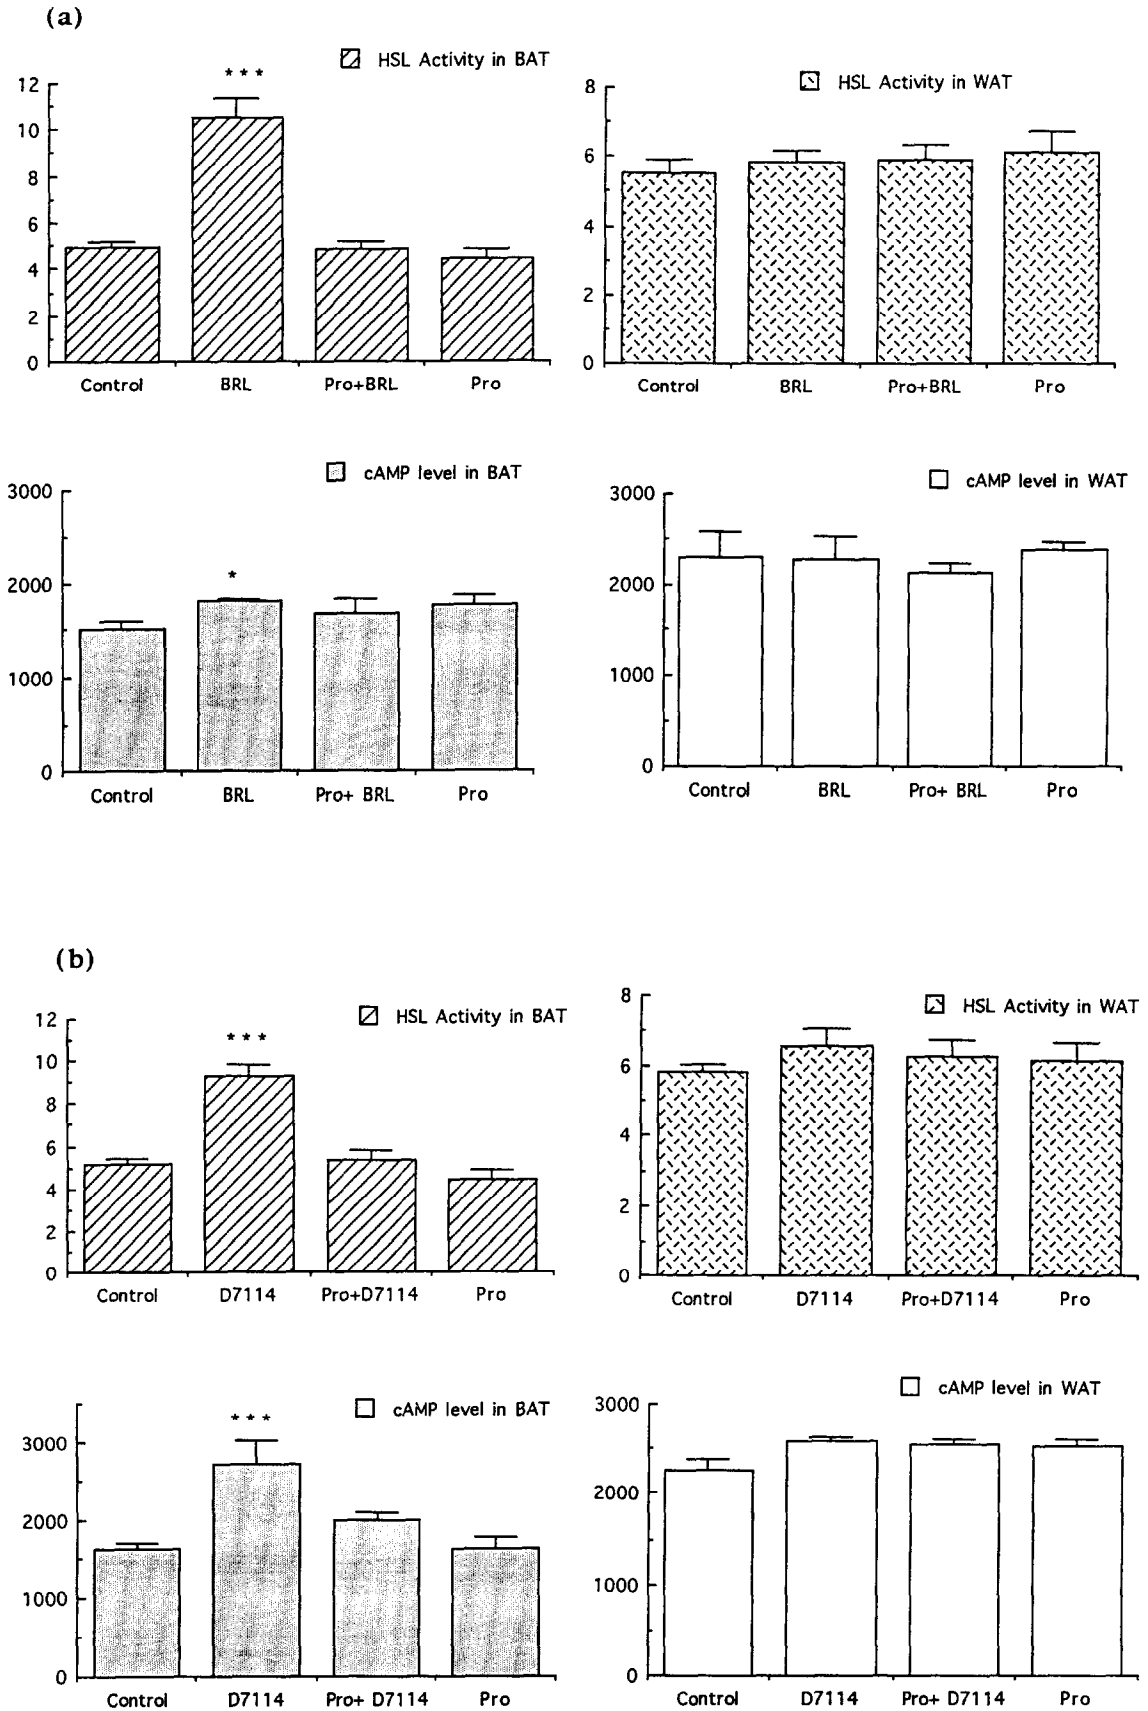 (a)
HSL Activity in BAT
* * *
12
10
8
6
4
2
0
Control BRL Pro+BRL Pro
HSL Activity in WAT
8
6
4
2
0
Control BRL Pro+BRL Pro
cAMP level in BAT
3000
*
2000
1000
0
Control BRL Pro+ BRL Pro
cAMP level in WAT
3000
2000
1000
0
Control BRL Pro+ BRL Pro
(b)
HSL Activity in BAT
12
* * *
10
8
6
4
2
0
Control D7114 Pro+D7114 Pro
HSL Activity in WAT
8
6
4
2
0
Control D7114 Pro+D7114 Pro
cAMP level in BAT
* * *
3000
2000
1000
0
Control D7114 Pro+ D7114 Pro
cAMP level in WAT
3000
2000
1000
0
Control D7114 Pro+ D7114 Pro